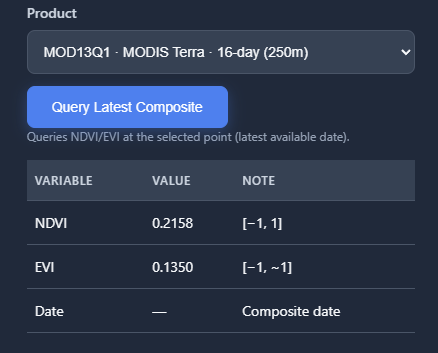 Product
MOD13Q1 · MODIS Terra · 16-day (250m)
Query Latest Composite
Queries NDVI/EVI at the selected point (latest available date).
VARIABLE VALUE NOTE
NDVI 0.2158 [−1, 1]
EVI 0.1350 [−1, ~1]
Date — Composite date